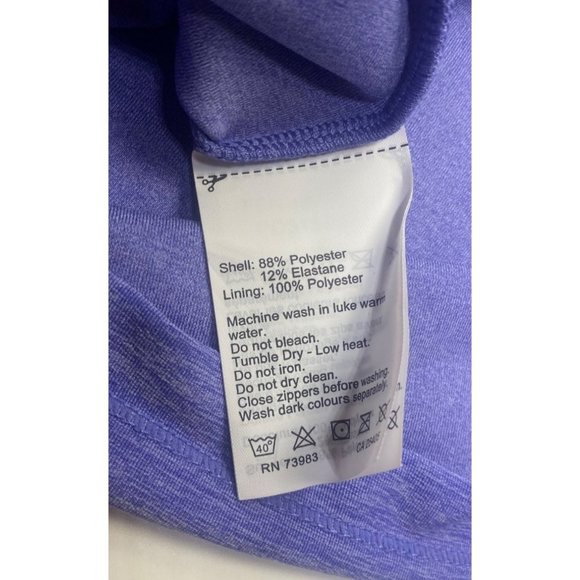 Shell: 88% Polyester
12% Elastane
Lining: 100% Polyester
Machine wash in luke warm
water.
Do not bleach.
Tumble Dry - Low heat.
Do not iron.
Do not dry clean.
Close zippers before washing.
Wash dark colours separately.
40°
RN 73983